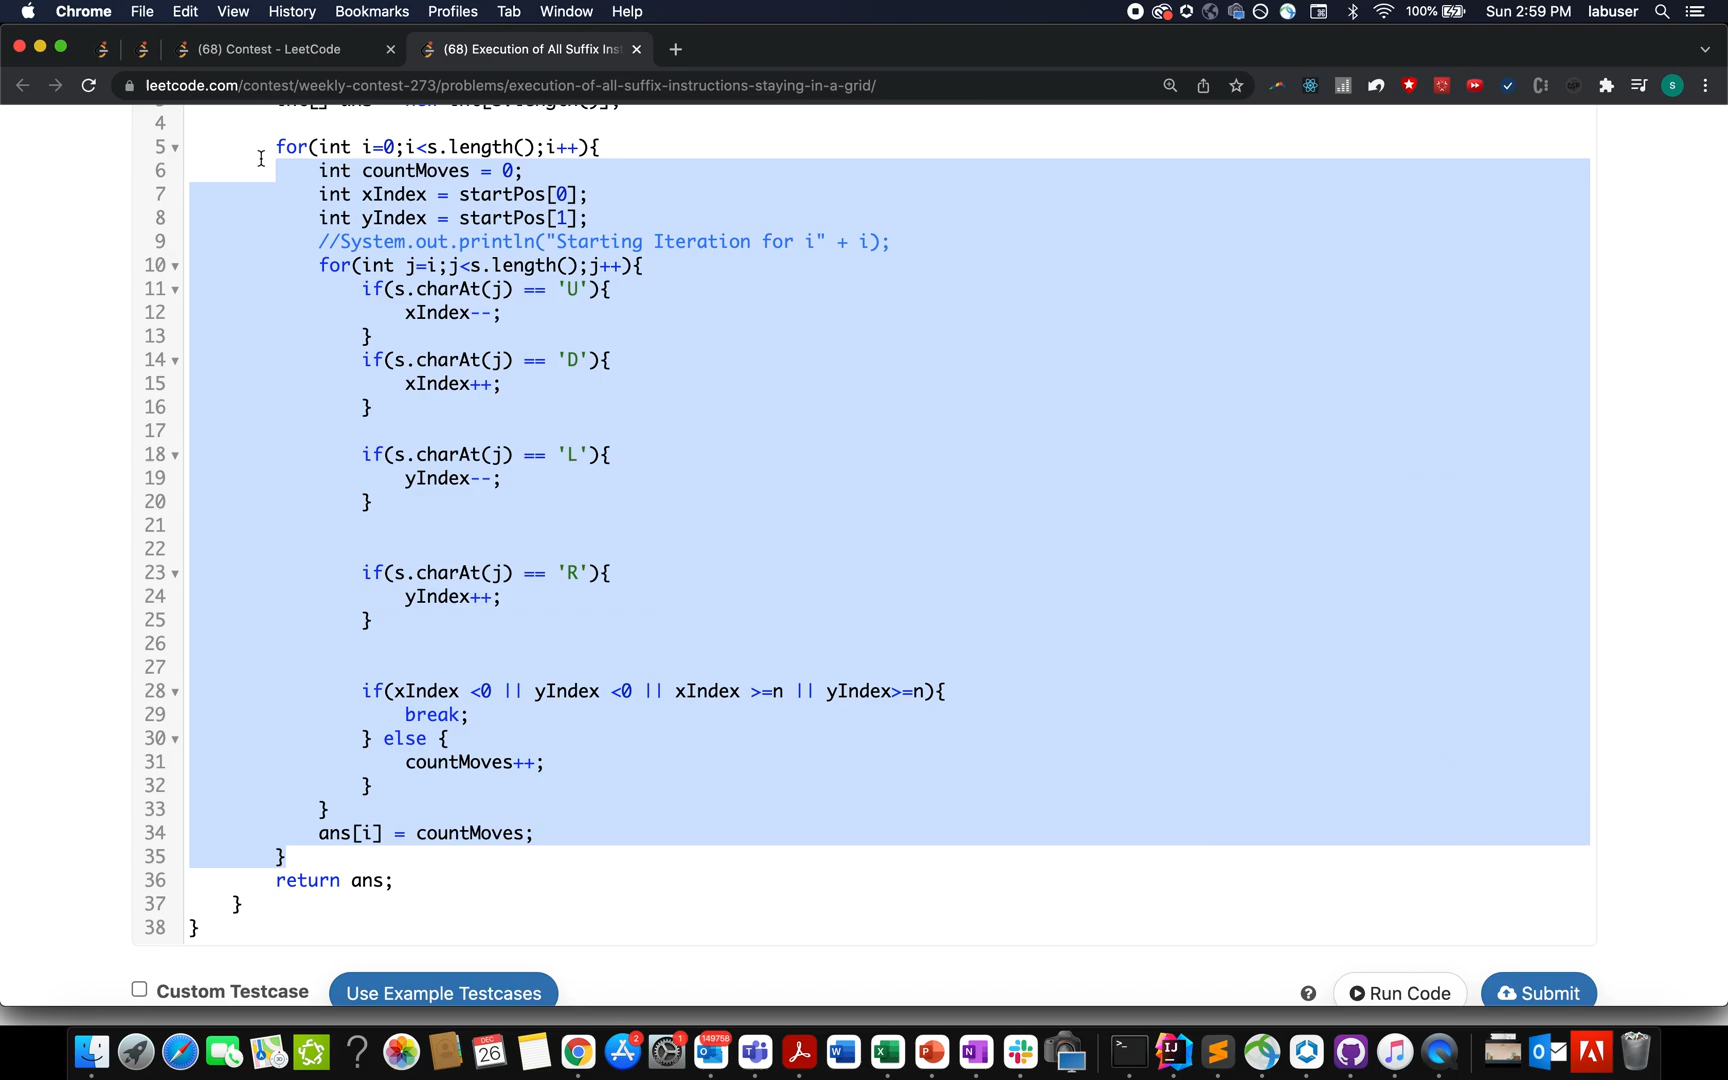 Chrome File Edit View History Bookmarks Profiles Tab Window Help 100% Sun 2:59 PM labuser
(68) Contest - LeetCode (68) Execution of All Suffix Ins
leetcode.com/contest/weekly-contest-273/problems/execution-of-all-suffix-instructions-staying-in-a-grid/
4
5 for(int i=0;i<s.length();i++){
6 int countMoves = 0;
7 int xIndex = startPos[0];
8 int yIndex = startPos[1];
9 //System.out.println("Starting Iteration for i" + i);
10 for(int j=i;j<s.length();j++){
11 if(s.charAt(j) == 'U'){
12 xIndex--;
13 }
14 if(s.charAt(j) == 'D'){
15 xIndex++;
16 }
17
18 if(s.charAt(j) == 'L'){
19 yIndex--;
20 }
21
22
23 if(s.charAt(j) == 'R'){
24 yIndex++;
25 }
26
27
28 if(xIndex <0 || yIndex <0 || xIndex >=n || yIndex>=n){
29 break;
30 } else {
31 countMoves++;
32 }
33 }
34 ans[i] = countMoves;
35 }
36 return ans;
37 }
38 }
Custom Testcase Use Example Testcases Run Code Submit